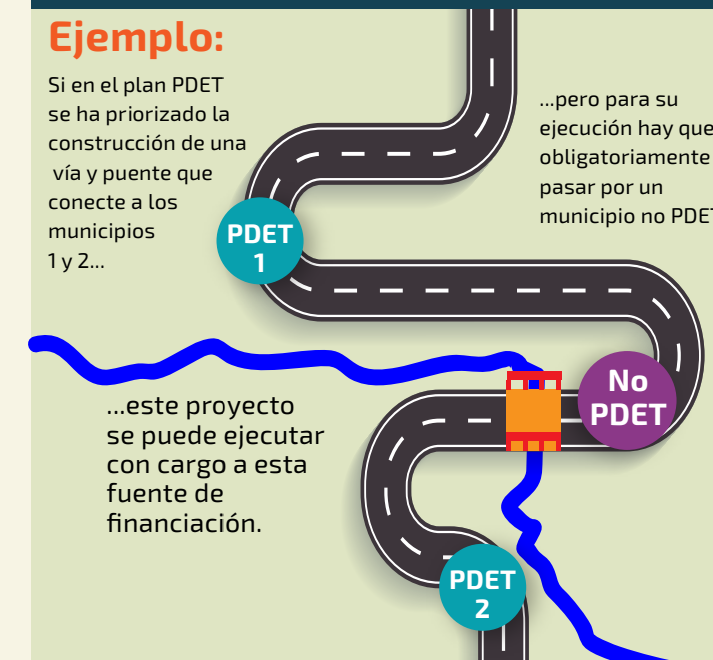 Ejemplo:
Si en el plan PDET
se ha priorizado la
construcción de una
vía y puente que
conecte a los
municipios
1 y 2...
...pero para su
ejecución hay que
obligatoriamente
pasar por un
municipio no PDET
PDET
1
No
PDET
...este proyecto
se puede ejecutar
con cargo a esta
fuente de
financiación.
PDET
2